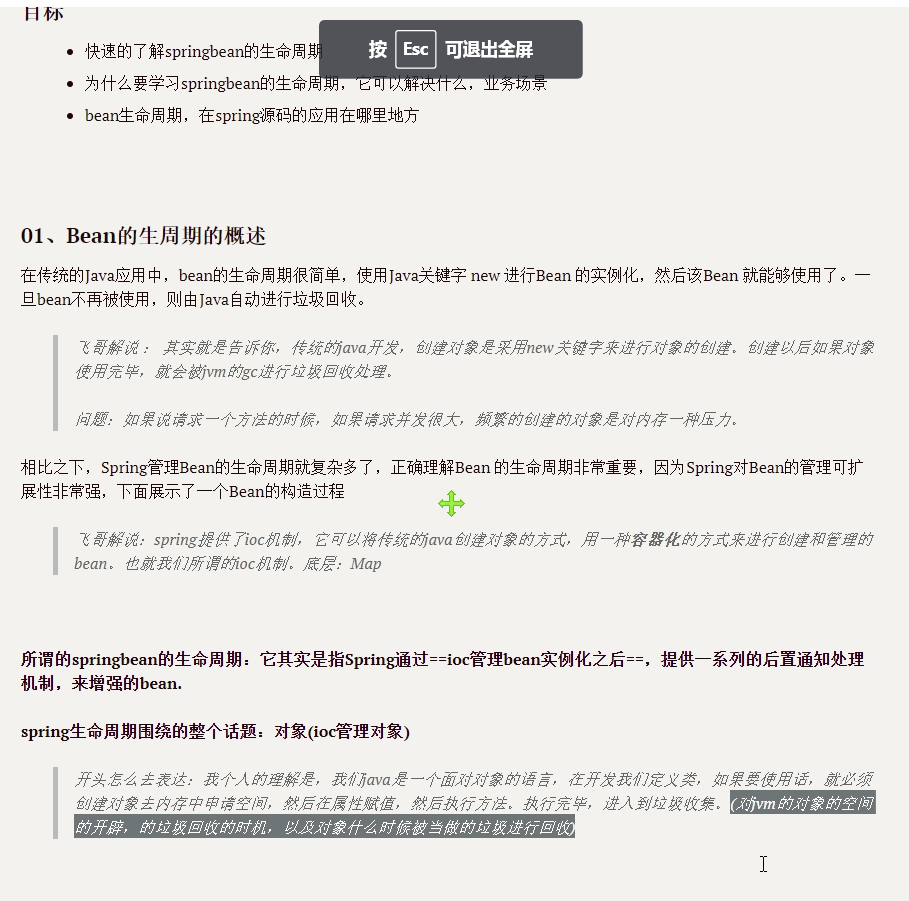 目标
按 Esc 可退出全屏
快速的了解springbean的生命周期
为什么要学习springbean的生命周期，它可以解决什么，业务场景
bean生命周期，在spring源码的应用在哪里地方
01、Bean的生周期的概述
在传统的Java应用中，bean的生命周期很简单，使用Java关键字 new 进行Bean 的实例化，然后该Bean 就能够使用了。一
旦bean不再被使用，则由Java自动进行垃圾回收。
飞哥解说： 其实就是告诉你，传统的java开发，创建对象是采用new关键字来进行对象的创建。创建以后如果对象
使用完毕，就会被jvm的gc进行垃圾回收处理。
问题：如果说请求一个方法的时候，如果请求并发很大，频繁的创建的对象是对内存一种压力。
相比之下，Spring管理Bean的生命周期就复杂多了，正确理解Bean 的生命周期非常重要，因为Spring对Bean的管理可扩
展性非常强，下面展示了一个Bean的构造过程
飞哥解说：spring提供了ioc机制，它可以将传统的java创建对象的方式，用一种容器化的方式来进行创建和管理的
bean。也就我们所谓的ioc机制。底层：Map
所谓的springbean的生命周期：它其实是指Spring通过==ioc管理bean实例化之后==，提供一系列的后置通知处理
机制，来增强的bean.
spring生命周期围绕的整个话题：对象(ioc管理对象)
开头怎么去表达：我个人的理解是，我们java是一个面对对象的语言，在开发我们定义类，如果要使用话，就必须
创建对象去内存中申请空间，然后在属性赋值，然后执行方法。执行完毕，进入到垃圾收集。(对jvm的对象的空间
的开辟，的垃圾回收的时机，以及对象什么时候被当做的垃圾进行回收)